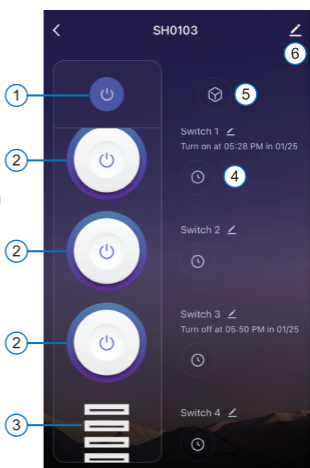 SH0103
6
1
5
Switch 1
Turn on at 05:28 PM in 01/25
2
4
Switch 2
2
Switch 3
Turn off at 05:50 PM in 01/25
2
Switch 4
3